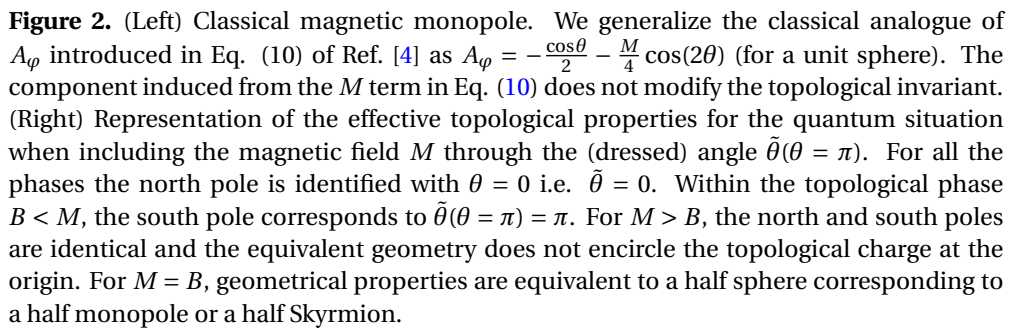 Figure 2. (Left) Classical magnetic monopole. We generalize the classical analogue of
A_φ introduced in Eq. (10) of Ref. [4] as A_φ = −cosθ/2 − M/4 cos(2θ) (for a unit sphere). The
component induced from the M term in Eq. (10) does not modify the topological invariant.
(Right) Representation of the effective topological properties for the quantum situation
when including the magnetic field M through the (dressed) angle θ̃(θ = π). For all the
phases the north pole is identified with θ = 0 i.e. θ̃ = 0. Within the topological phase
B < M, the south pole corresponds to θ̃(θ = π) = π. For M > B, the north and south poles
are identical and the equivalent geometry does not encircle the topological charge at the
origin. For M = B, geometrical properties are equivalent to a half sphere corresponding to
a half monopole or a half Skyrmion.